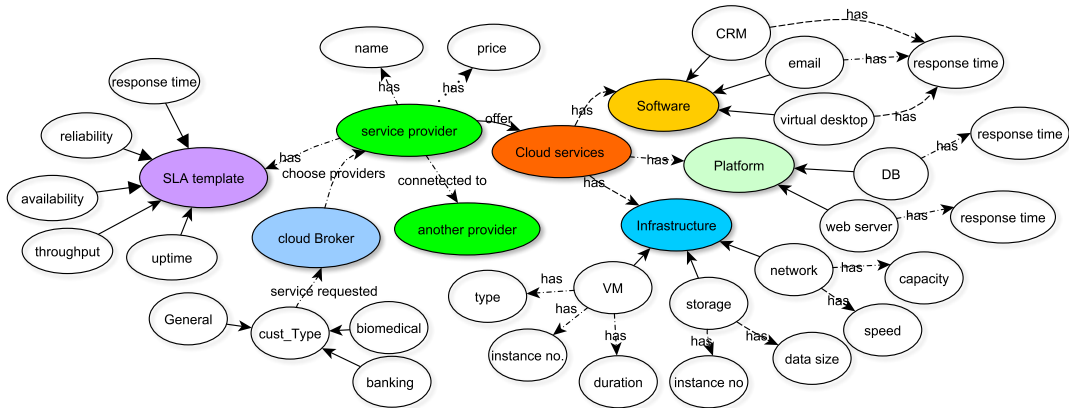 CRM
has
name
price
email
has
response time
response time
has
has
has
Software
virtual desktop
has
reliability
service provider
offer
response time
SLA template
has
choose providers
Cloud services
has
Platform
has
DB
connetected to
has
availability
throughput
uptime
cloud Broker
another provider
Infrastructure
web server
has
response time
service requested
type
has
VM
has
instance no.
has
duration
storage
has
instance no
has
data size
network
has
capacity
has
speed
General
cust_Type
biomedical
banking